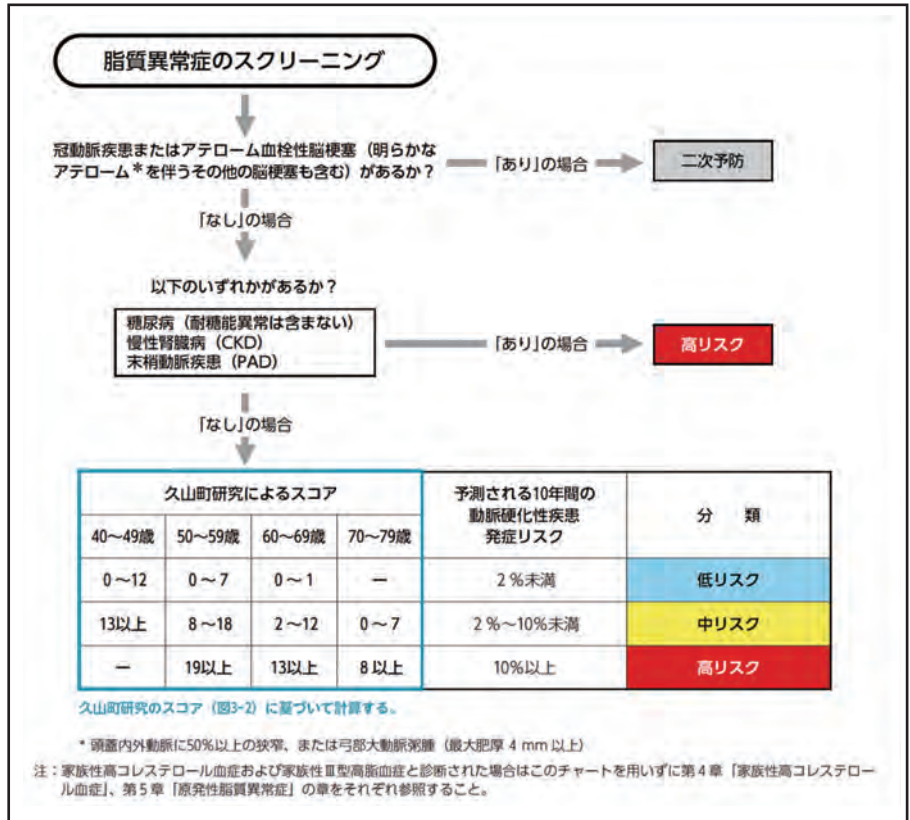 脂質異常症のスクリーニング
冠動脈疾患またはアテローム血栓性脳梗塞（明らかな
アテローム*を伴うその他の脳梗塞も含む）があるか？
「あり」の場合
二次予防
「なし」の場合
以下のいずれかがあるか？
糖尿病（耐糖能異常は含まない）
慢性腎臓病（CKD）
末梢動脈疾患（PAD）
「あり」の場合
高リスク
「なし」の場合
久山町研究によるスコア
予測される10年間の
動脈硬化性疾患
発症リスク
分　類
40〜49歳 50〜59歳 60〜69歳 70〜79歳
0〜12 0〜7 0〜1 － 2％未満 低リスク
13以上 8〜18 2〜12 0〜7 2％〜10％未満 中リスク
－ 19以上 13以上 8以上 10％以上 高リスク
久山町研究のスコア（図3-2）に基づいて計算する。
* 頭蓋内外動脈に50％以上の狭窄、または弓部大動脈粥腫（最大肥厚 4 mm 以上）
注：家族性高コレステロール血症および家族性Ⅲ型高脂血症と診断された場合はこのチャートを用いずに第4章「家族性高コレステロー
ル血症」、第5章「原発性脂質異常症」の章をそれぞれ参照すること。